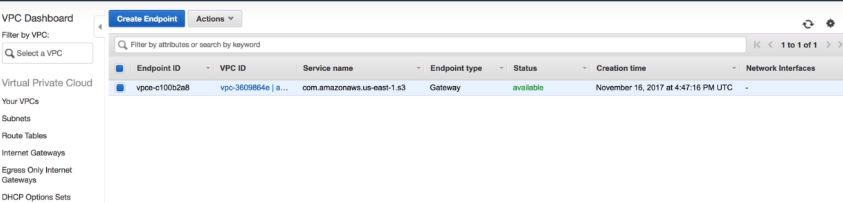 VPC Dashboard
Filter by VPC:
Select a VPC
Virtual Private Cloud
Your VPCs
Subnets
Route Tables
Internet Gateways
Egress Only Internet
Gateways
DHCP Options Sets
Create Endpoint Actions
Filter by attributes or search by keyword
1 to 1 of 1
Endpoint ID VPC ID Service name Endpoint type Status Creation time Network Interfaces
vpce-c100b2a8 vpc-3609864e | a... com.amazonaws.us-east-1.s3 Gateway available November 16, 2017 at 4:47:16 PM UTC -